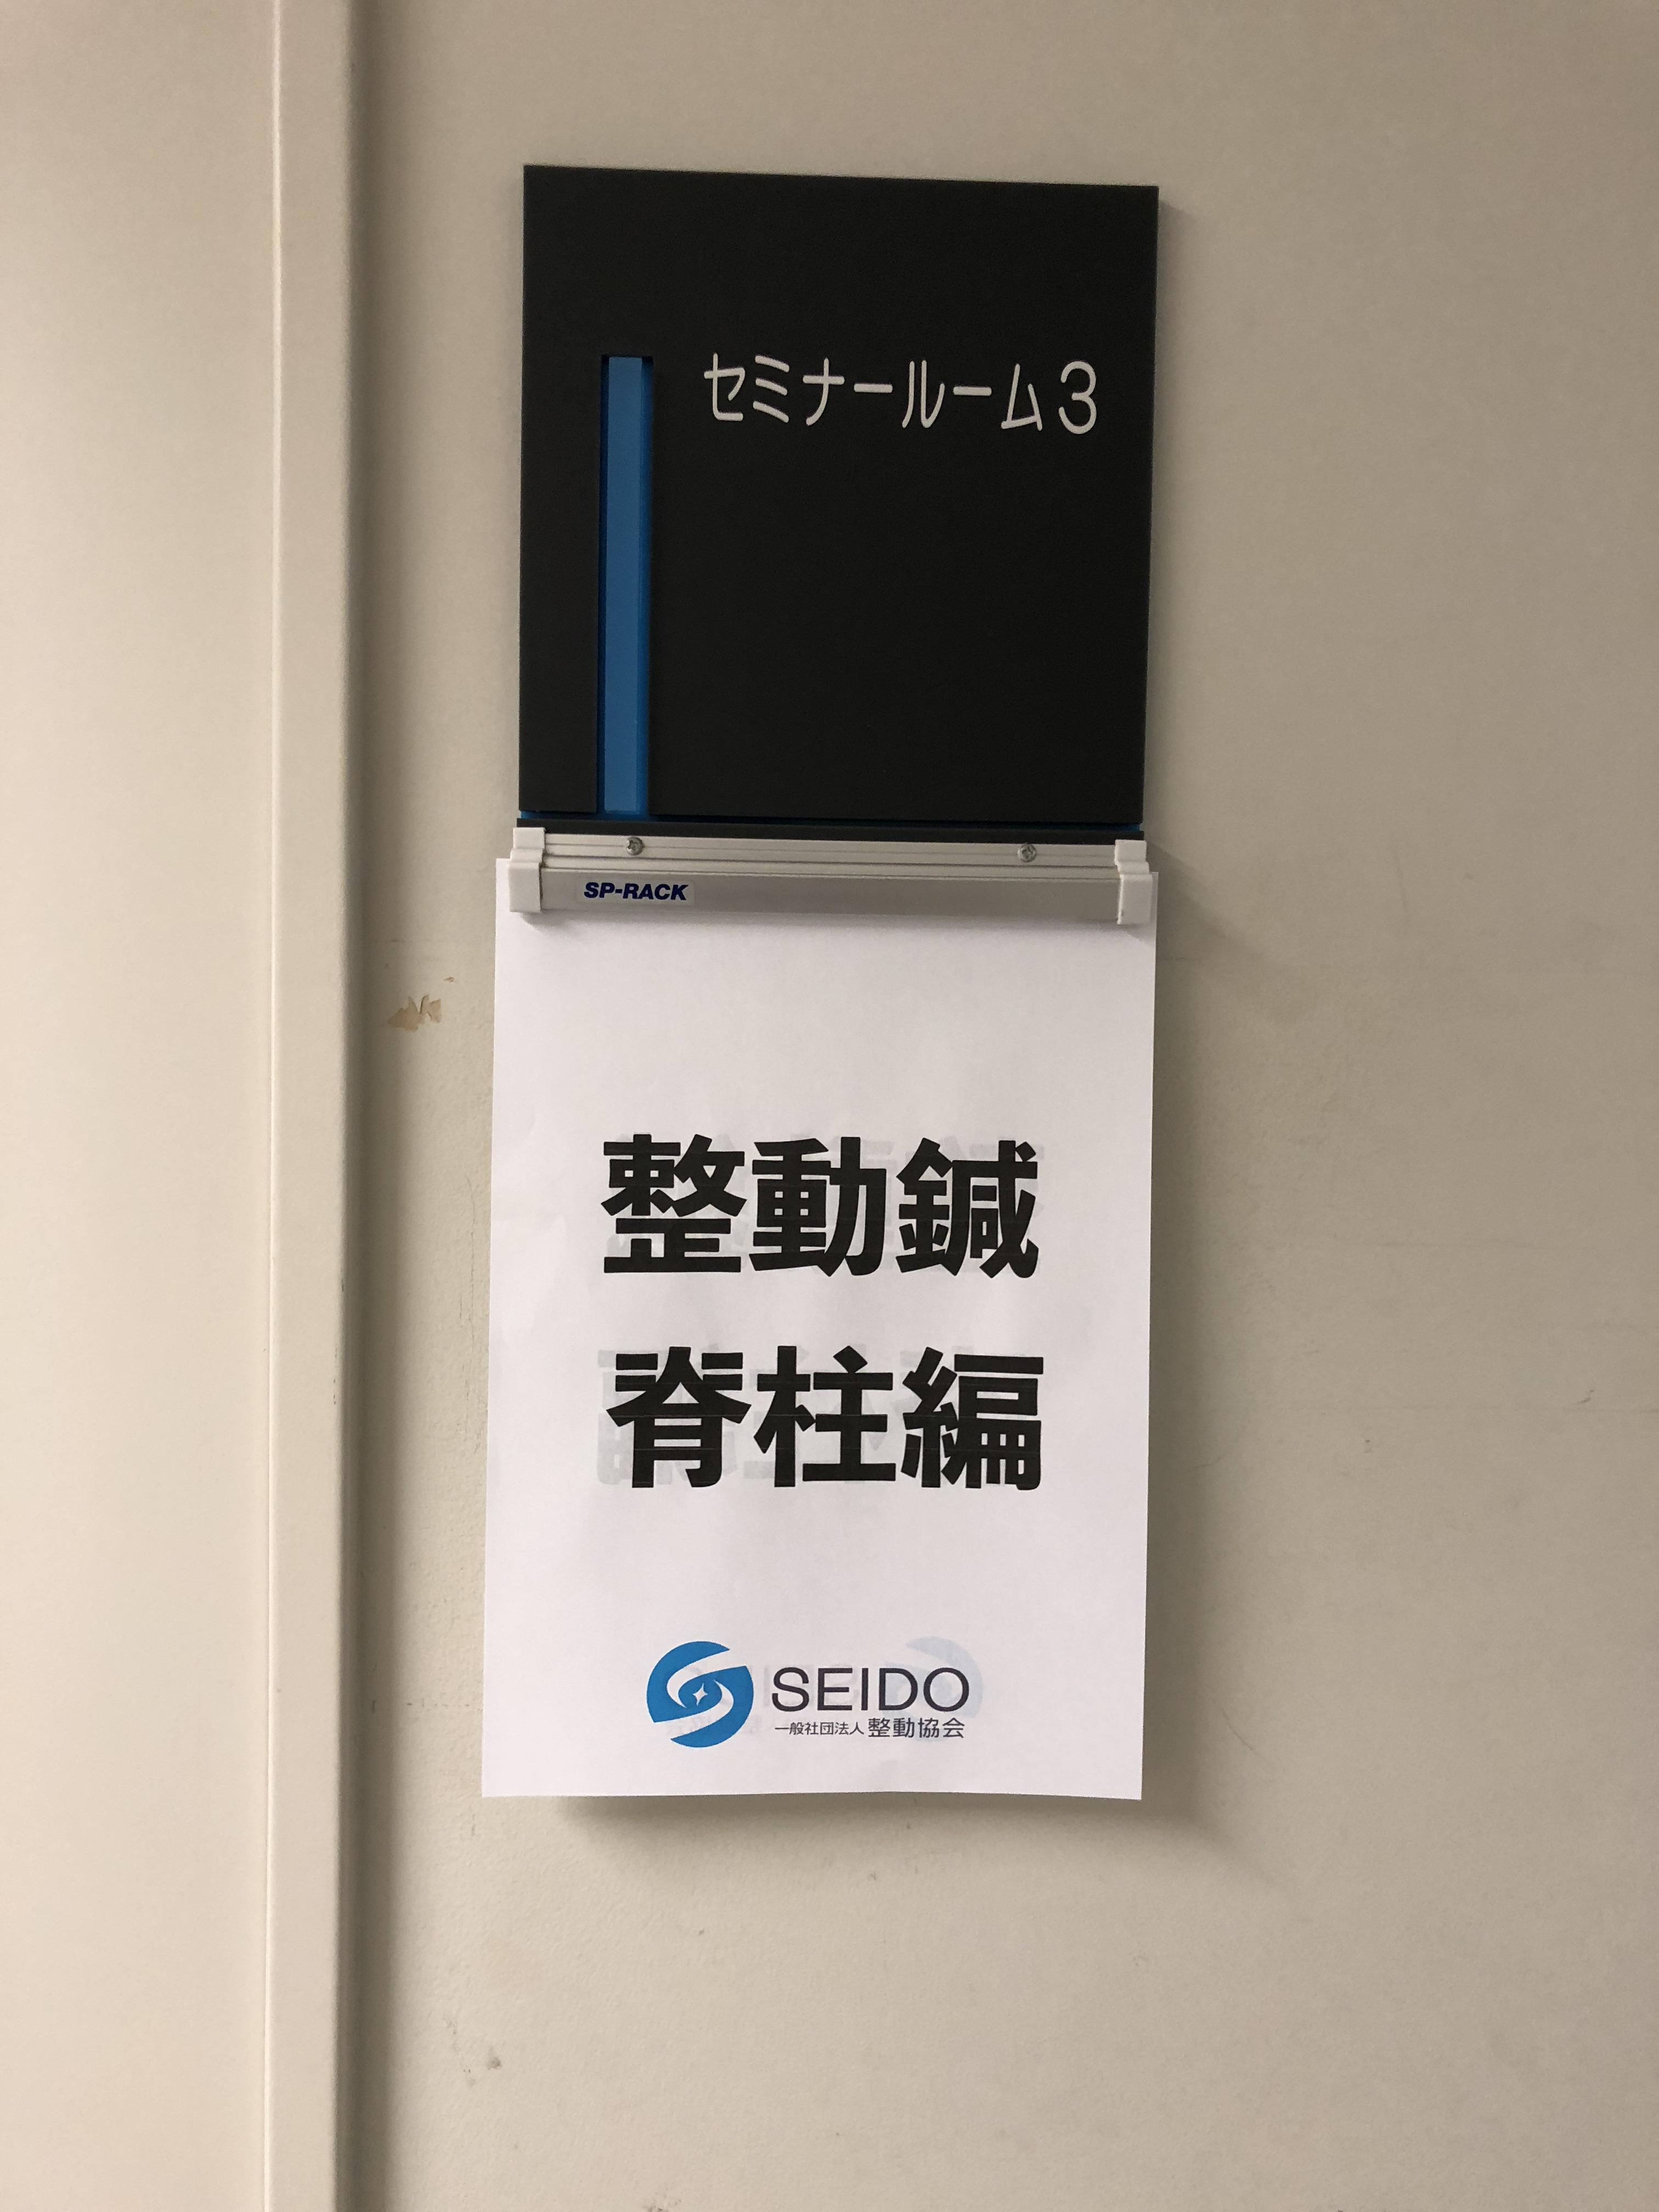 セミナールーム3
SP-RACK
整動鍼
脊柱編
SEIDO
一般社団法人 整動協会